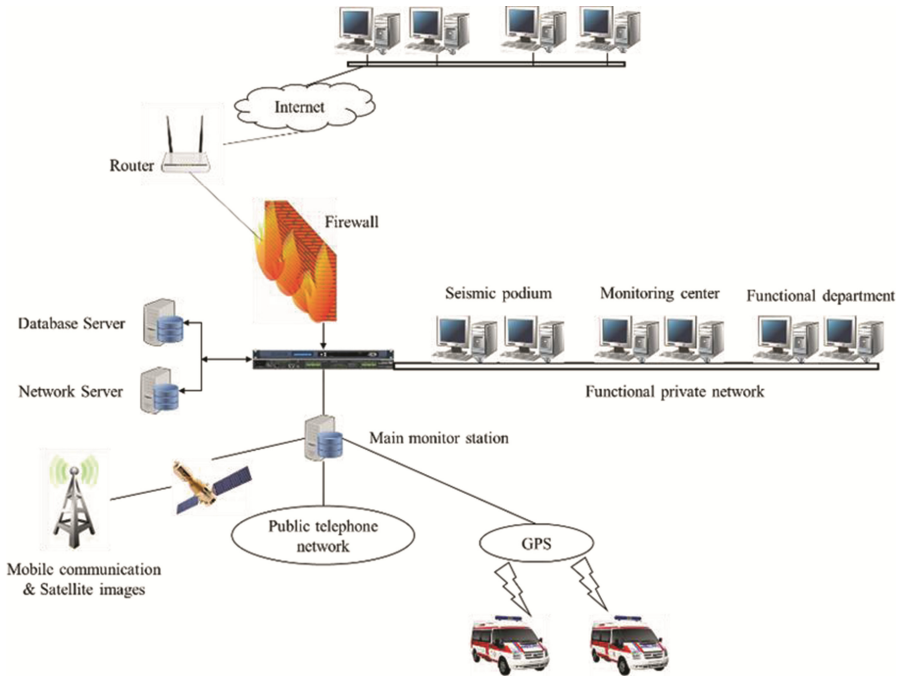 Internet
Router
Firewall
Seismic podium
Monitoring center
Functional department
Database Server
Network Server
Functional private network
Main monitor station
Public telephone
network
GPS
Mobile communication
& Satellite images